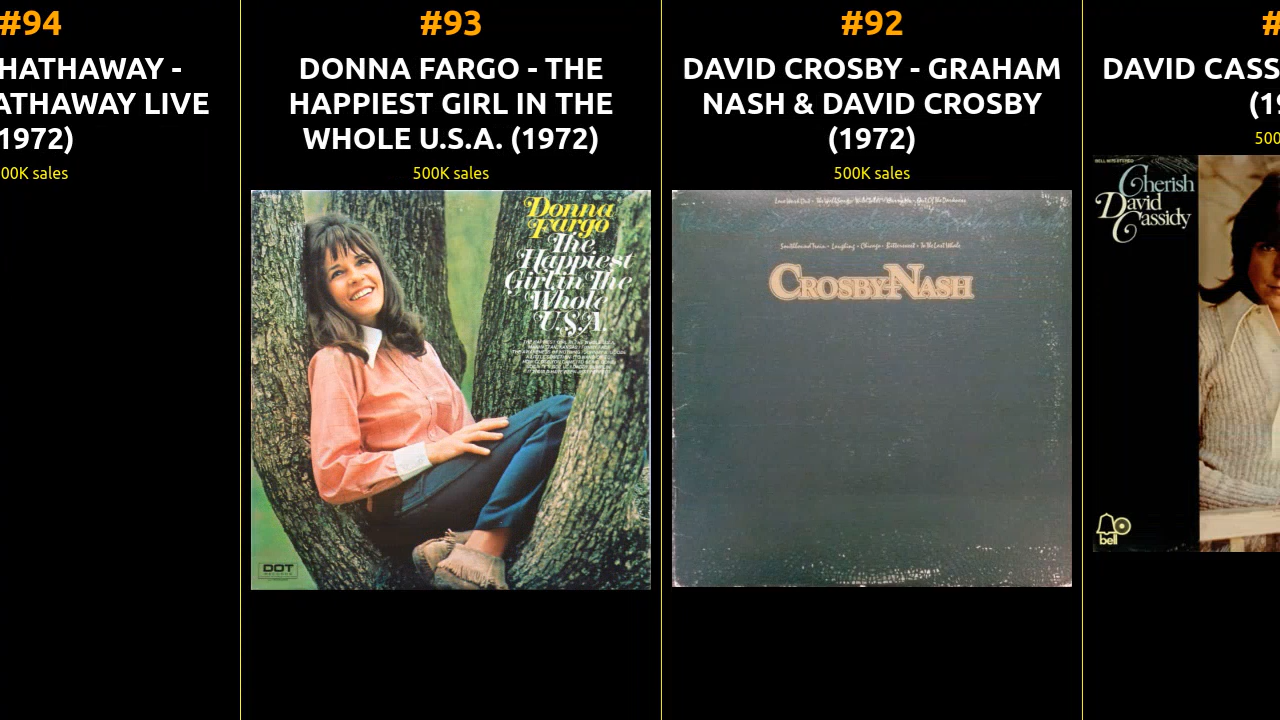 #94
HATHAWAY -
ATHAWAY LIVE
1972)
00K sales
#93
DONNA FARGO - THE
HAPPIEST GIRL IN THE
WHOLE U.S.A. (1972)
500K sales
Donna
Fargo
The
Happiest
Girl in The
Whole
U.S.A.
DOT
#92
DAVID CROSBY - GRAHAM
NASH & DAVID CROSBY
(1972)
500K sales
CROSBY-NASH
#
DAVID CASS
(19
500
Cherish
David
Cassidy
bell